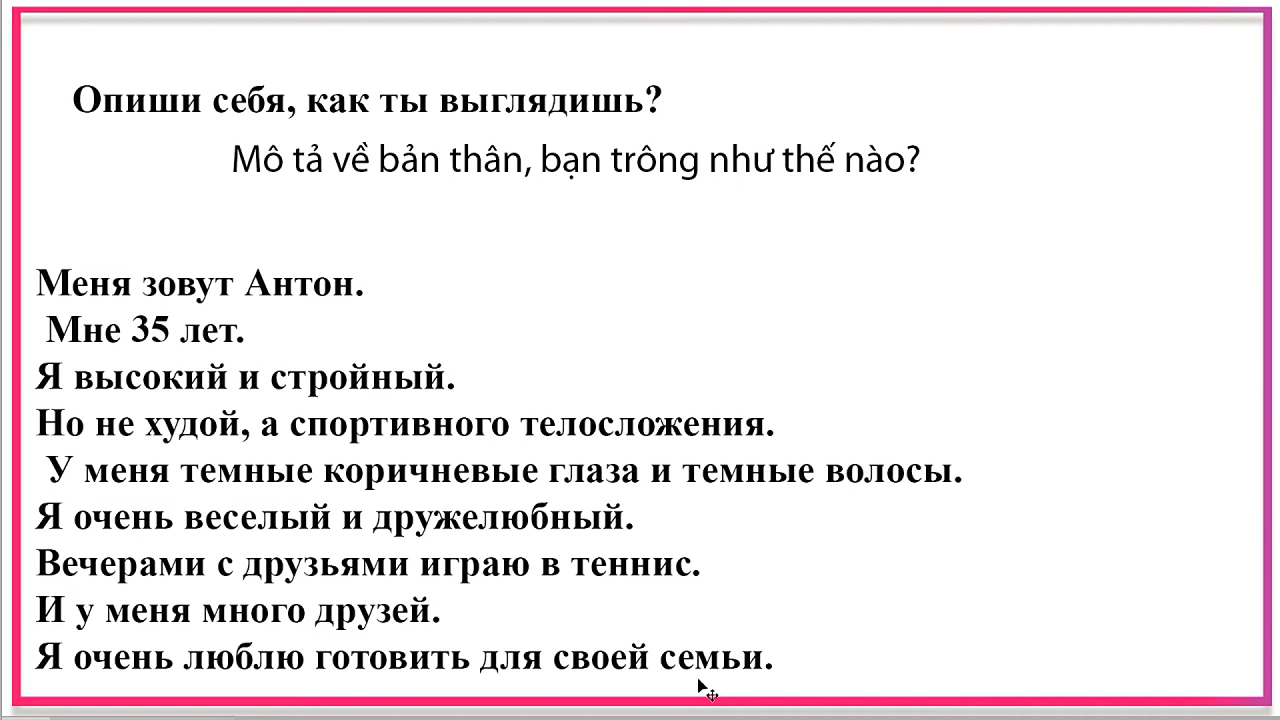 Опиши себя, как ты выглядишь?
Mô tả về bản thân, bạn trông như thế nào?
Меня зовут Антон.
Мне 35 лет.
Я высокий и стройный.
Но не худой, а спортивного телосложения.
У меня темные коричневые глаза и темные волосы.
Я очень веселый и дружелюбный.
Вечерами с друзьями играю в теннис.
И у меня много друзей.
Я очень люблю готовить для своей семьи.